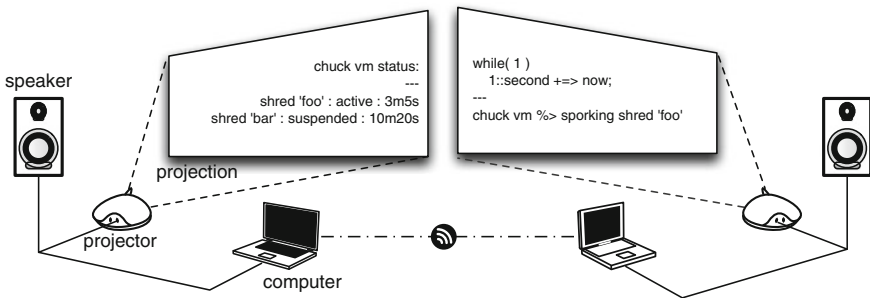 speaker
chuck vm status:
---
shred 'foo' : active : 3m5s
shred 'bar' : suspended : 10m20s
while( 1 )
1::second +=> now;
---
chuck vm %> sporking shred 'foo'
projection
projector
computer